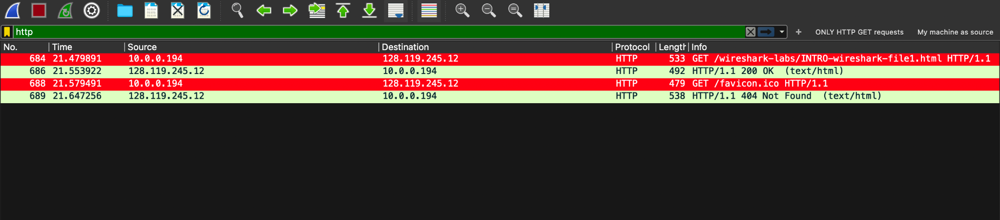 http + ONLY HTTP GET requests My machine as source
No. Time Source Destination Protocol Length Info
684 21.479891 10.0.0.194 128.119.245.12 HTTP 533 GET /wireshark-labs/INTRO-wireshark-file1.html HTTP/1.1
686 21.553922 128.119.245.12 10.0.0.194 HTTP 492 HTTP/1.1 200 OK (text/html)
688 21.579491 10.0.0.194 128.119.245.12 HTTP 479 GET /favicon.ico HTTP/1.1
689 21.647256 128.119.245.12 10.0.0.194 HTTP 538 HTTP/1.1 404 Not Found (text/html)